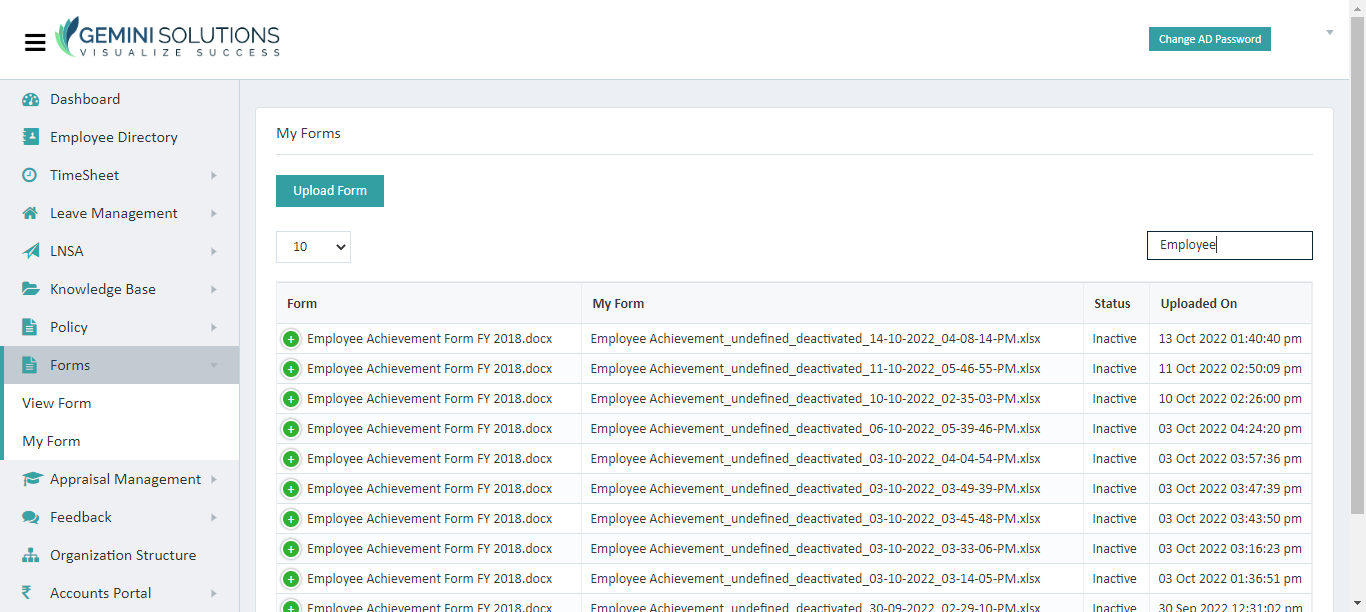 GEMINI SOLUTIONS
VISUALIZE SUCCESS
Change AD Password
Dashboard
Employee Directory
TimeSheet
Leave Management
LNSA
Knowledge Base
Policy
Forms
View Form
My Form
Appraisal Management
Feedback
Organization Structure
Accounts Portal
My Forms
Upload Form
10
Employee
Form My Form Status Uploaded On
Employee Achievement Form FY 2018.docx Employee Achievement_undefined_deactivated_14-10-2022_04-08-14-PM.xlsx Inactive 13 Oct 2022 01:40:40 pm
Employee Achievement Form FY 2018.docx Employee Achievement_undefined_deactivated_11-10-2022_05-46-55-PM.xlsx Inactive 11 Oct 2022 02:50:09 pm
Employee Achievement Form FY 2018.docx Employee Achievement_undefined_deactivated_10-10-2022_02-35-03-PM.xlsx Inactive 10 Oct 2022 02:26:00 pm
Employee Achievement Form FY 2018.docx Employee Achievement_undefined_deactivated_06-10-2022_05-39-46-PM.xlsx Inactive 03 Oct 2022 04:24:20 pm
Employee Achievement Form FY 2018.docx Employee Achievement_undefined_deactivated_03-10-2022_04-04-54-PM.xlsx Inactive 03 Oct 2022 03:57:36 pm
Employee Achievement Form FY 2018.docx Employee Achievement_undefined_deactivated_03-10-2022_03-49-39-PM.xlsx Inactive 03 Oct 2022 03:47:39 pm
Employee Achievement Form FY 2018.docx Employee Achievement_undefined_deactivated_03-10-2022_03-45-48-PM.xlsx Inactive 03 Oct 2022 03:43:50 pm
Employee Achievement Form FY 2018.docx Employee Achievement_undefined_deactivated_03-10-2022_03-33-06-PM.xlsx Inactive 03 Oct 2022 03:16:23 pm
Employee Achievement Form FY 2018.docx Employee Achievement_undefined_deactivated_03-10-2022_03-14-05-PM.xlsx Inactive 03 Oct 2022 01:36:51 pm
Employee Achievement Form FY 2018.docx Employee Achievement_undefined_deactivated_30-09-2022_02-29-10-PM.xlsx Inactive 30 Sep 2022 12:31:02 pm